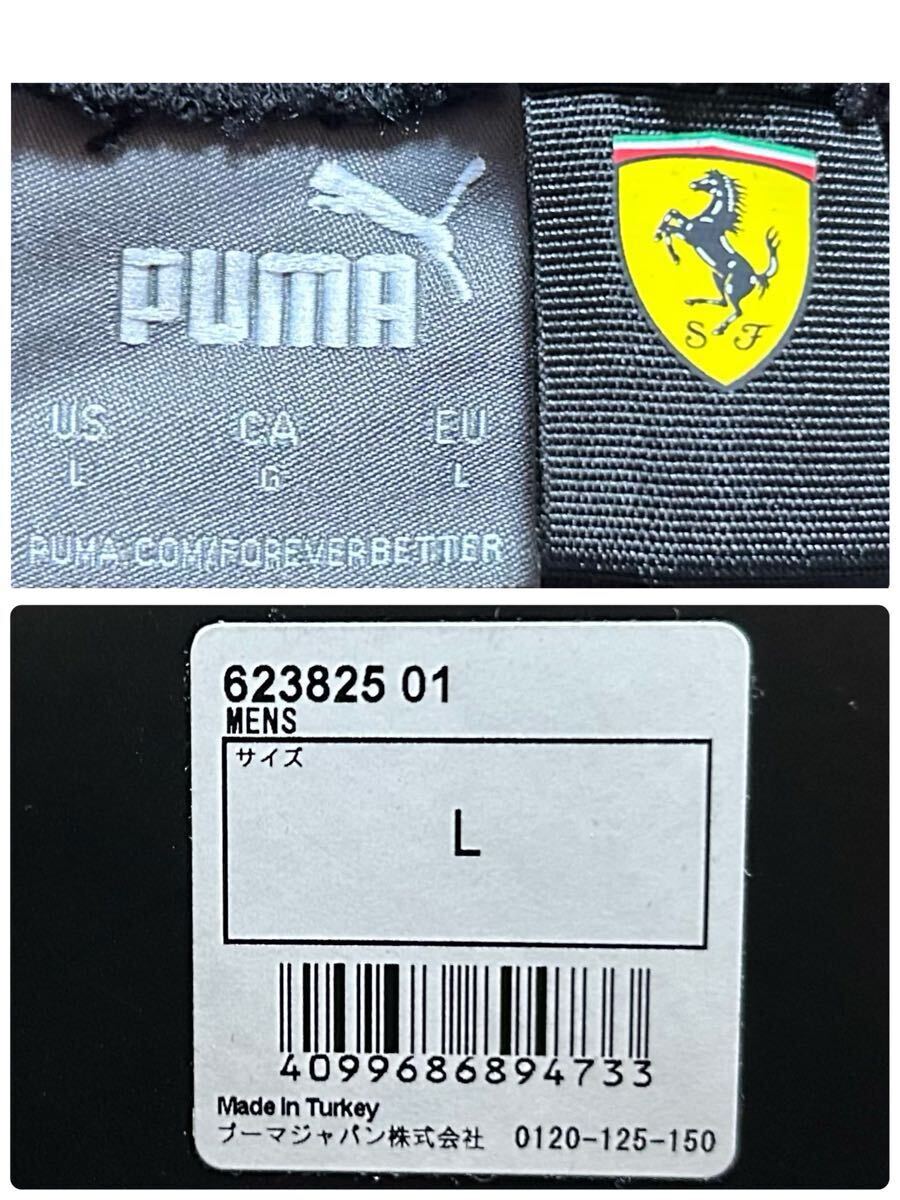 PUMA
US CA EU
L G L
PUMA.COM/FOREVERBETTER
S F
623825 01
MENS
サイズ
L
4099686894733
Made in Turkey
プーマジャパン株式会社 0120-125-150